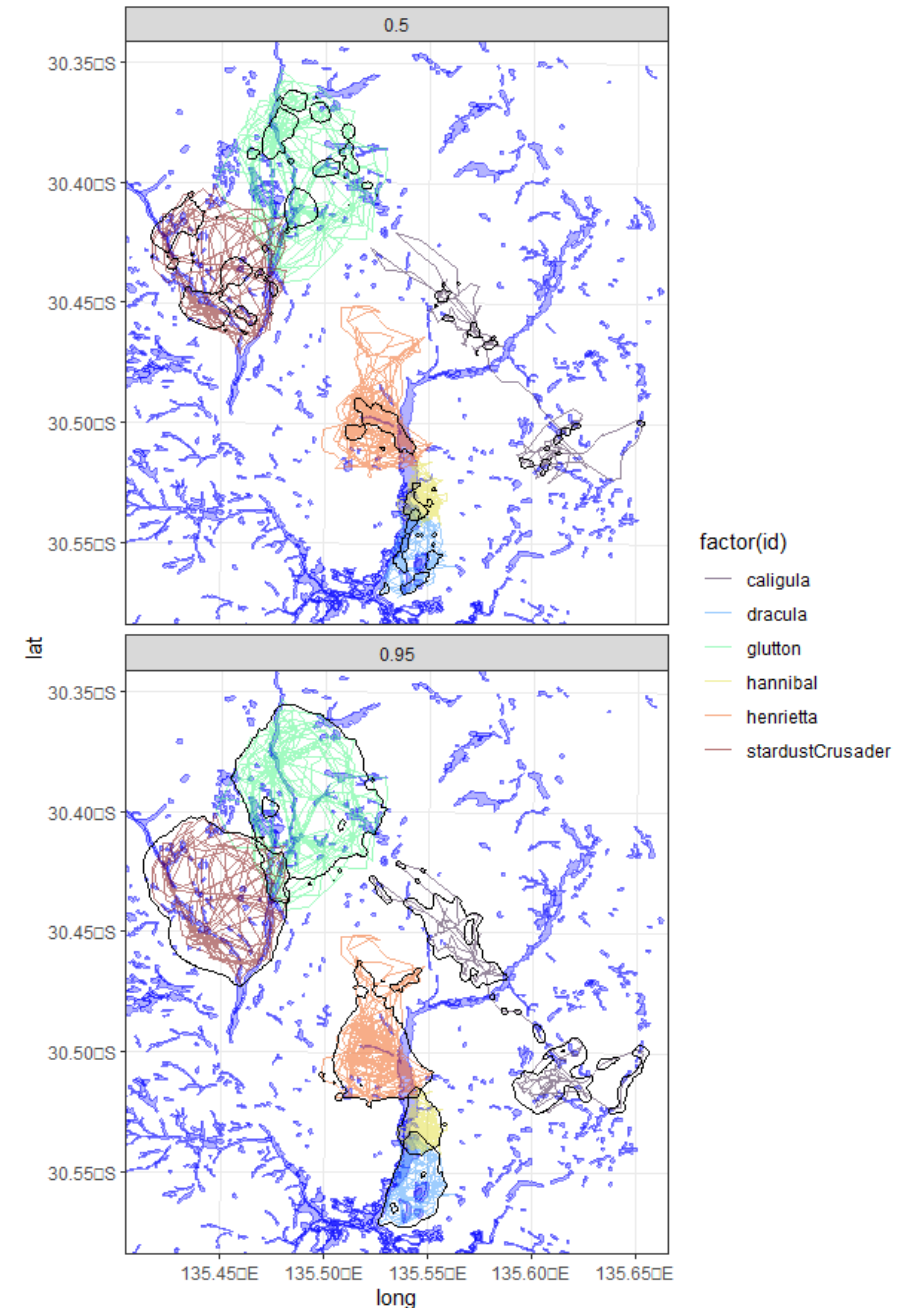 0.5
30.35□S
30.40□S
30.45□S
30.50□S
30.55□S
lat
0.95
30.35□S
30.40□S
30.45□S
30.50□S
30.55□S
135.45□E 135.50□E 135.55□E 135.60□E 135.65□E
long
factor(id)
caligula
dracula
glutton
hannibal
henrietta
stardustCrusader